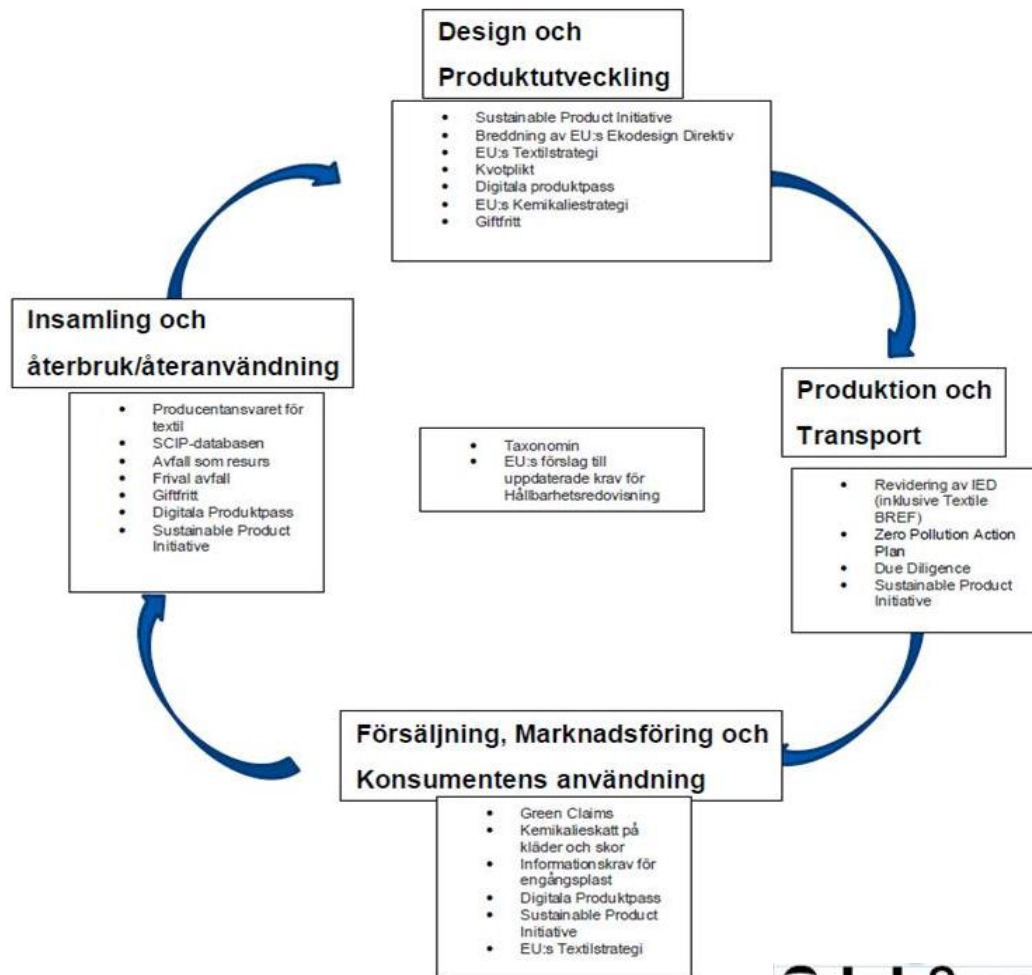 Design och
Produktutveckling
Sustainable Product Initiative
Breddning av EU:s Ekodesign Direktiv
EU:s Textilstrategi
Kvotplikt
Digitala produktpass
EU:s Kemikaliestrategi
Giftfritt
Produktion och
Transport
Revidering av IED
(inklusive Textile
BREF)
Zero Pollution Action
Plan
Due Diligence
Sustainable Product
Initiative
Försäljning, Marknadsföring och
Konsumentens användning
Green Claims
Kemikalieskatt på
kläder och skor
Informationskrav för
engångsplast
Digitala Produktpass
Sustainable Product
Initiative
EU:s Textilstrategi
Insamling och
återbruk/återanvändning
Producentansvaret för
textil
SCIP-databasen
Avfall som resurs
Frival avfall
Giftfritt
Digitala Produktpass
Sustainable Product
Initiative
Taxonomin
EU:s förslag till
uppdaterade krav för
Hållbarhetsredovisning